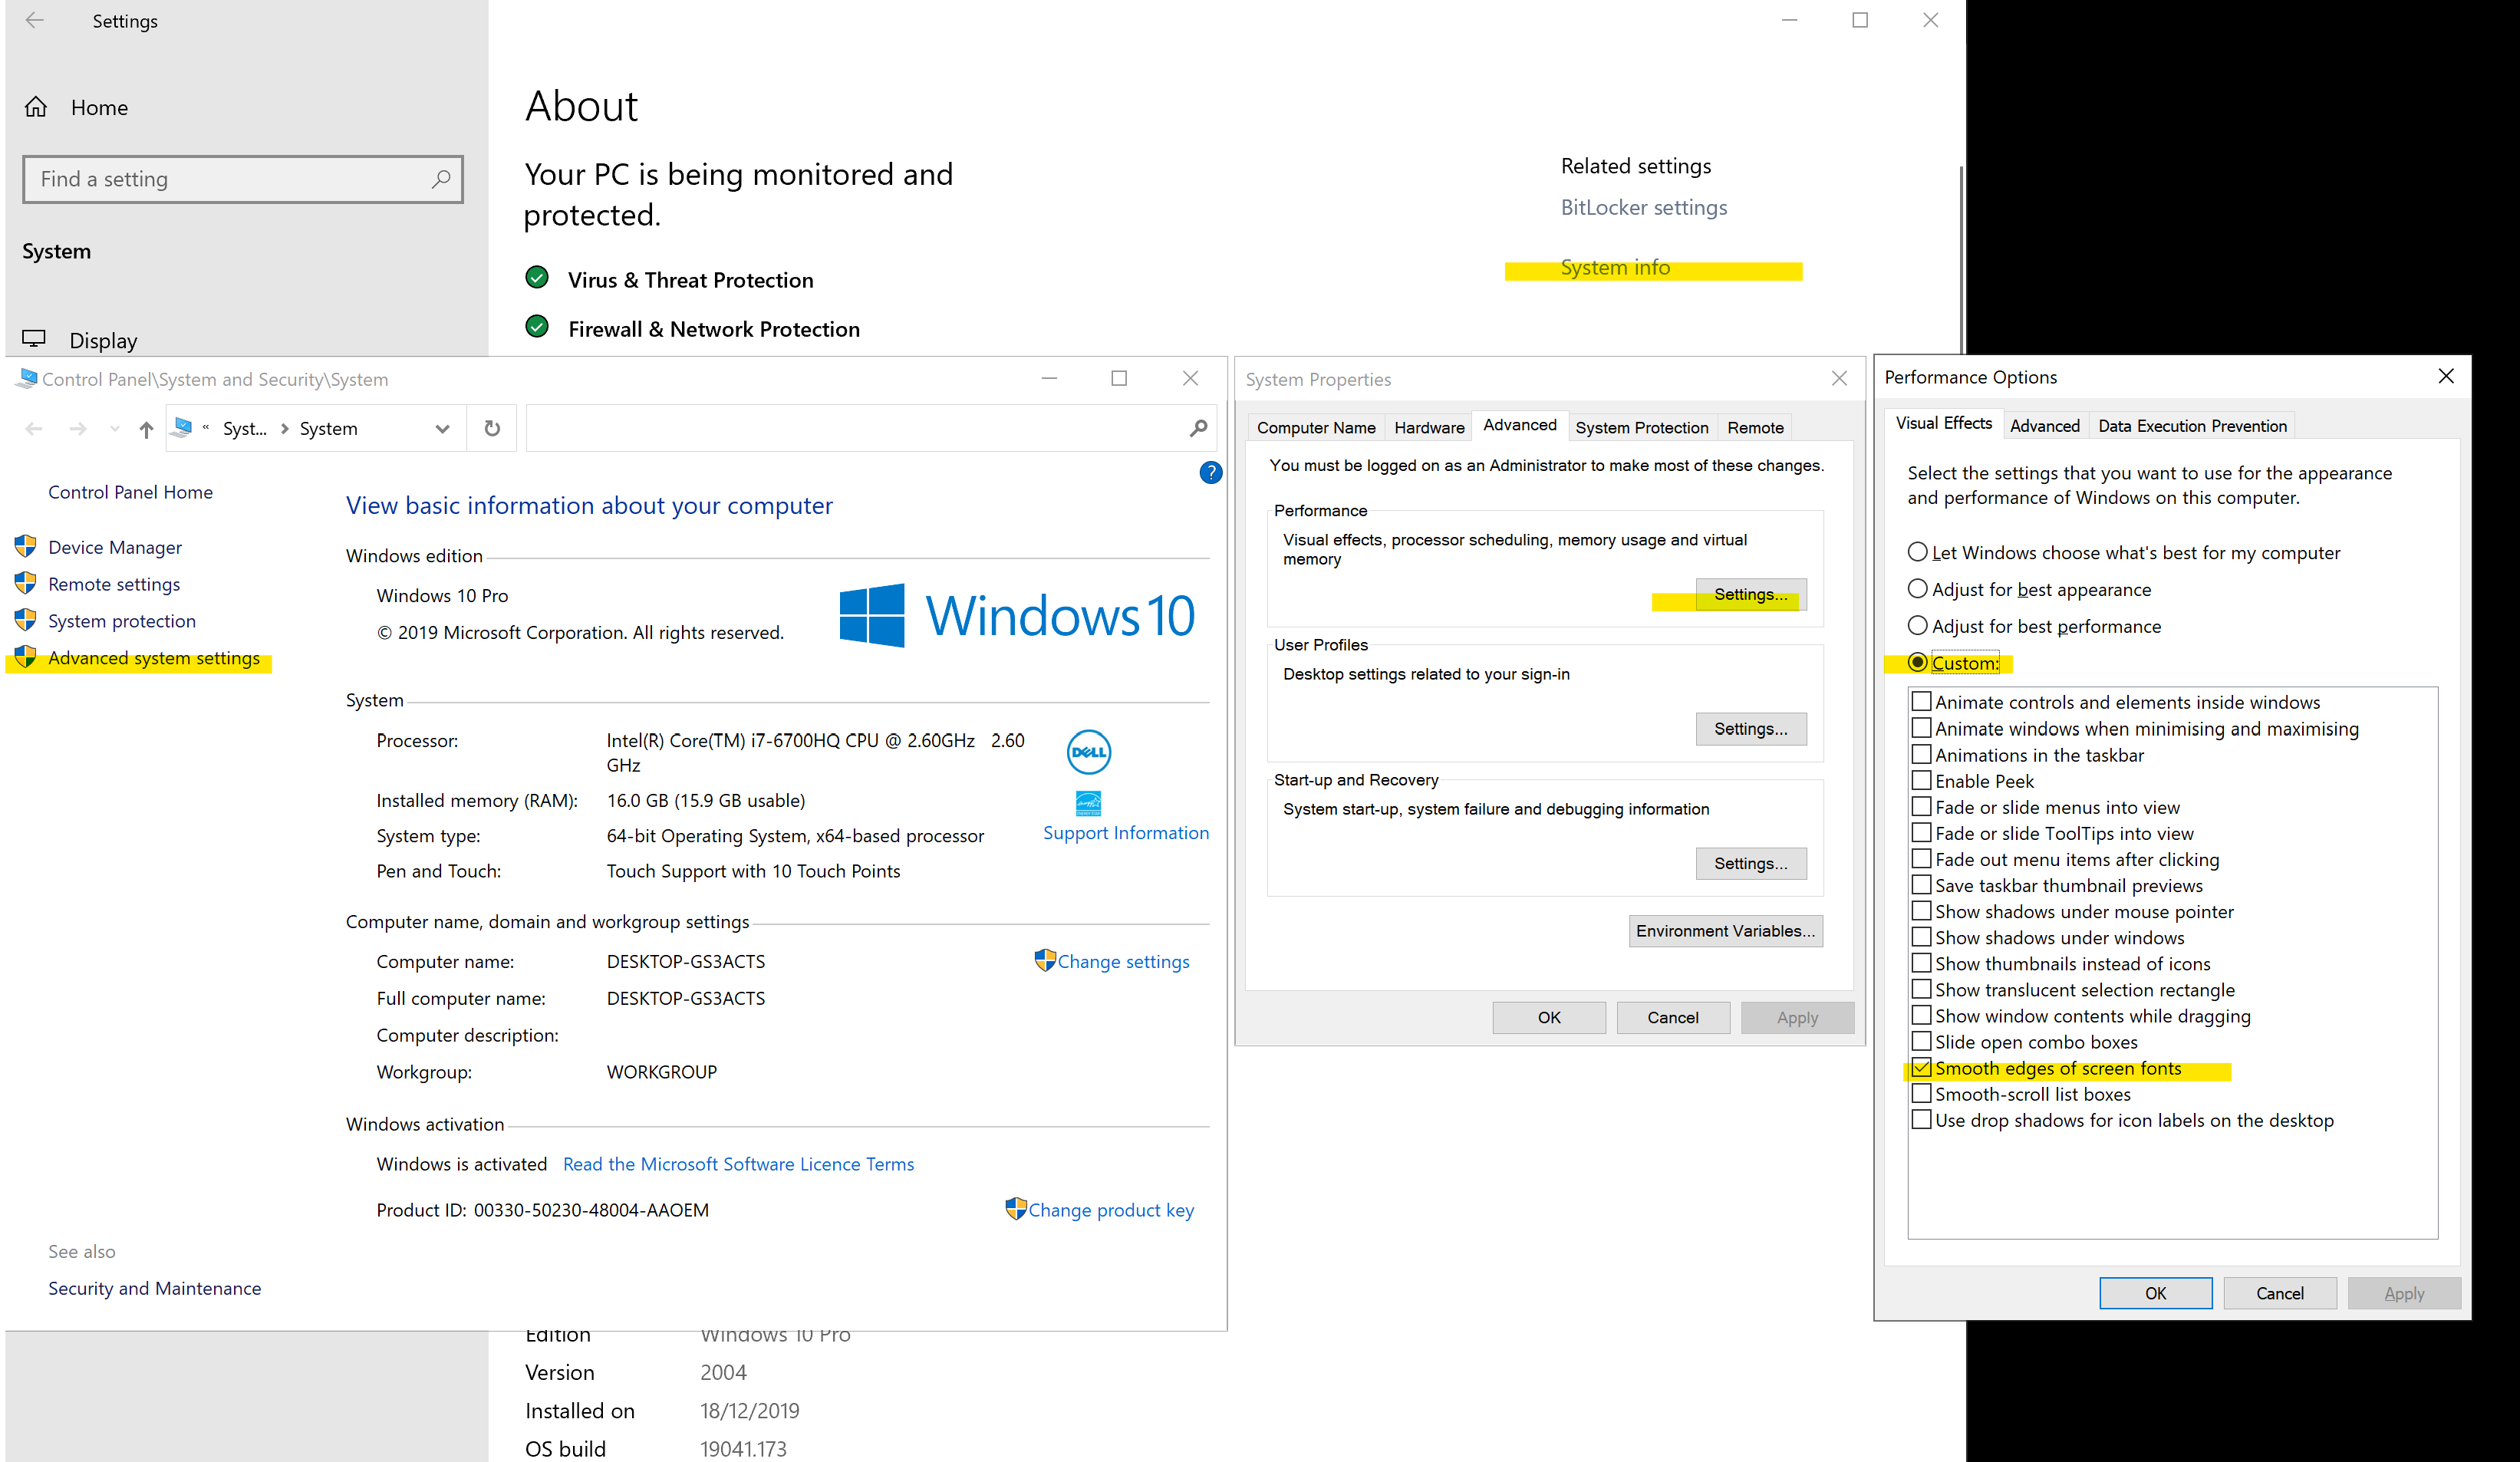 Settings
Home
Find a setting
System
Display
About
Your PC is being monitored and
protected.
Virus & Threat Protection
Firewall & Network Protection
Related settings
BitLocker settings
System info
Control Panel\System and Security\System
« Syst... > System
?
Control Panel Home
Device Manager
Remote settings
System protection
Advanced system settings
See also
Security and Maintenance
View basic information about your computer
Windows edition
Windows 10 Pro
© 2019 Microsoft Corporation. All rights reserved.
Windows 10
System
Processor: Intel(R) Core(TM) i7-6700HQ CPU @ 2.60GHz 2.60
GHz
Installed memory (RAM): 16.0 GB (15.9 GB usable)
System type: 64-bit Operating System, x64-based processor
Pen and Touch: Touch Support with 10 Touch Points
DELL
Support Information
Computer name, domain and workgroup settings
Computer name: DESKTOP-GS3ACTS
Change settings
Full computer name: DESKTOP-GS3ACTS
Computer description:
Workgroup: WORKGROUP
Windows activation
Windows is activated Read the Microsoft Software Licence Terms
Product ID: 00330-50230-48004-AAOEM
Change product key
System Properties
Computer Name Hardware Advanced System Protection Remote
You must be logged on as an Administrator to make most of these changes.
Performance
Visual effects, processor scheduling, memory usage and virtual
memory
Settings...
User Profiles
Desktop settings related to your sign-in
Settings...
Start-up and Recovery
System start-up, system failure and debugging information
Settings...
Environment Variables...
OK Cancel Apply
Performance Options
Visual Effects Advanced Data Execution Prevention
Select the settings that you want to use for the appearance
and performance of Windows on this computer.
Let Windows choose what's best for my computer
Adjust for best appearance
Adjust for best performance
Custom:
Animate controls and elements inside windows
Animate windows when minimising and maximising
Animations in the taskbar
Enable Peek
Fade or slide menus into view
Fade or slide ToolTips into view
Fade out menu items after clicking
Save taskbar thumbnail previews
Show shadows under mouse pointer
Show shadows under windows
Show thumbnails instead of icons
Show translucent selection rectangle
Show window contents while dragging
Slide open combo boxes
Smooth edges of screen fonts
Smooth-scroll list boxes
Use drop shadows for icon labels on the desktop
OK Cancel Apply
Edition Windows 10 Pro
Version 2004
Installed on 18/12/2019
OS build 19041.173